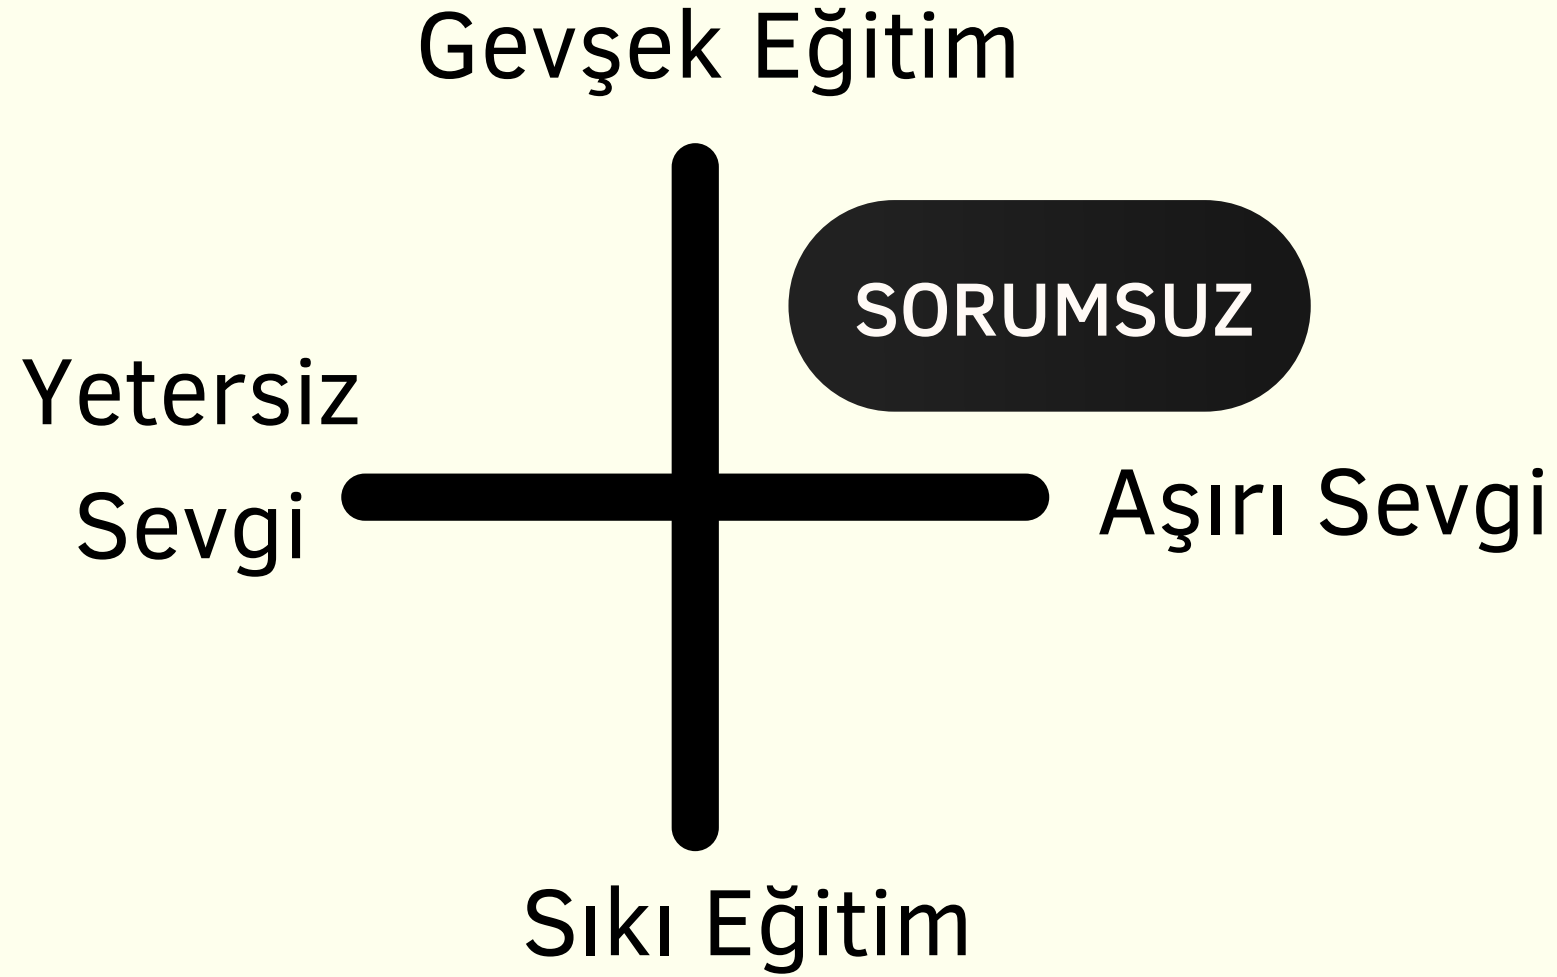 Gevşek Eğitim
SORUMSUZ
Yetersiz
Sevgi
Aşırı Sevgi
Sıkı Eğitim